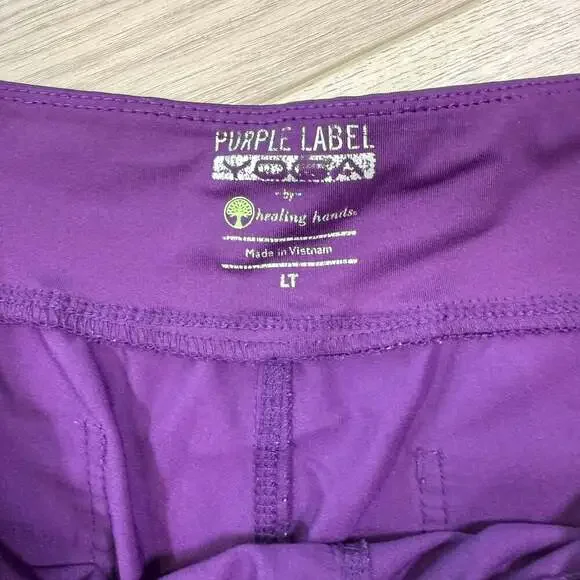 PURPLE LABEL
YOGA
-by-
healing hands
Made in Vietnam
LT